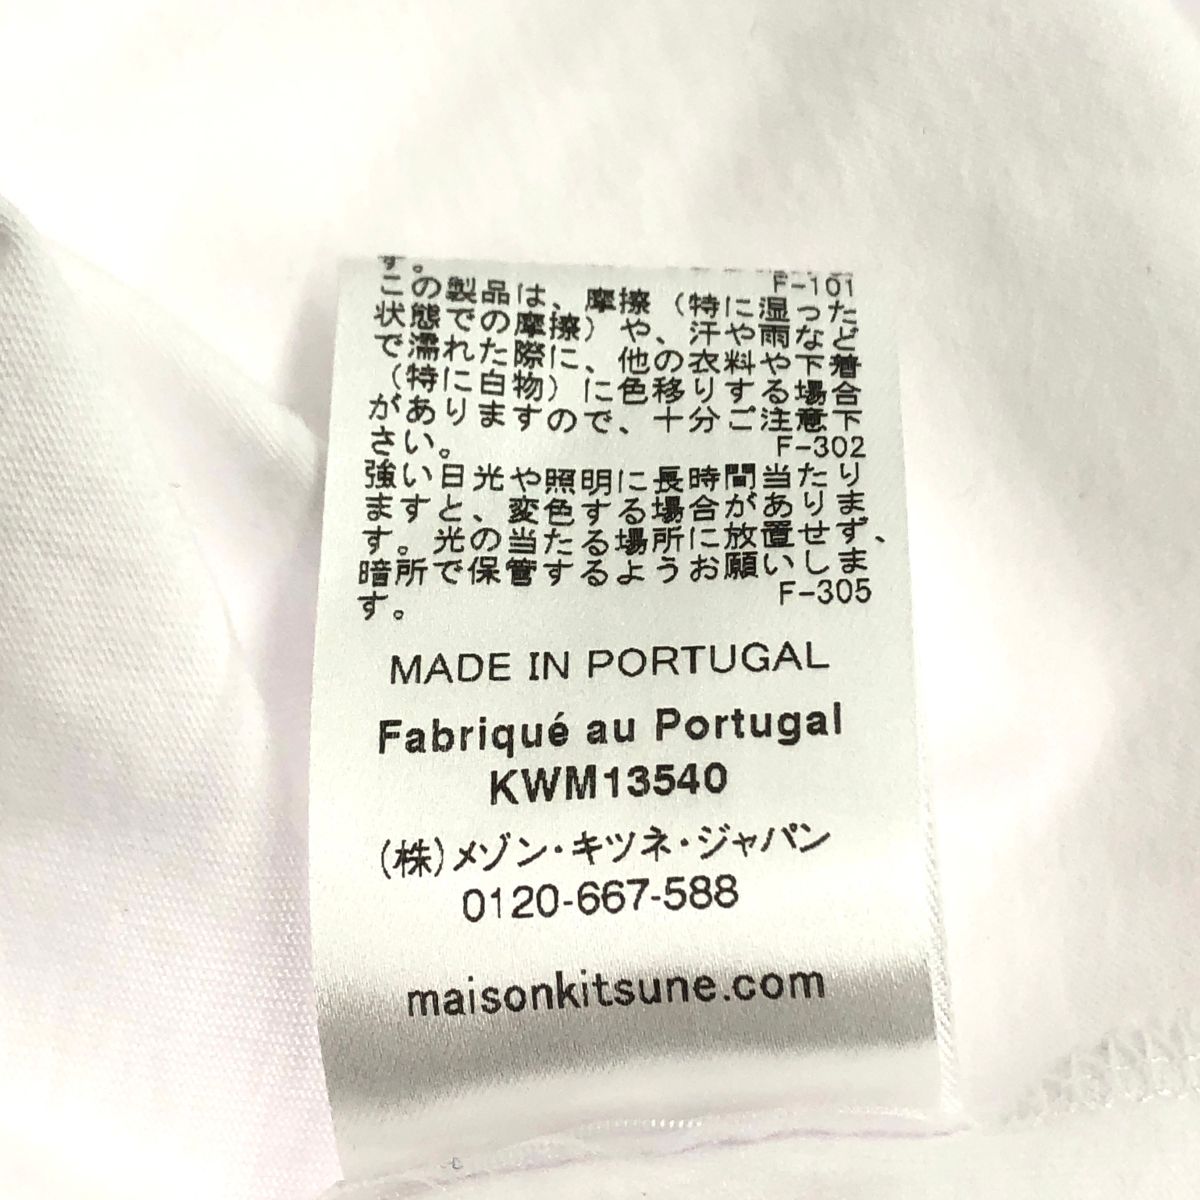 す。
F-101
この製品は、摩擦（特に湿った
状態での摩擦）や、汗や雨など
で濡れた際に、他の衣料や下着
（特に白物）に色移りする場合
がありますので、十分ご注意下
さい。 F-302
強い日光や照明に長時間当たり
ますと、変色する場合がありま
す。光の当たる場所に放置せず、
暗所で保管するようお願いしま
す。 F-305
MADE IN PORTUGAL
Fabriqué au Portugal
KWM13540
(株)メゾン・キツネ・ジャパン
0120-667-588
maisonkitsune.com